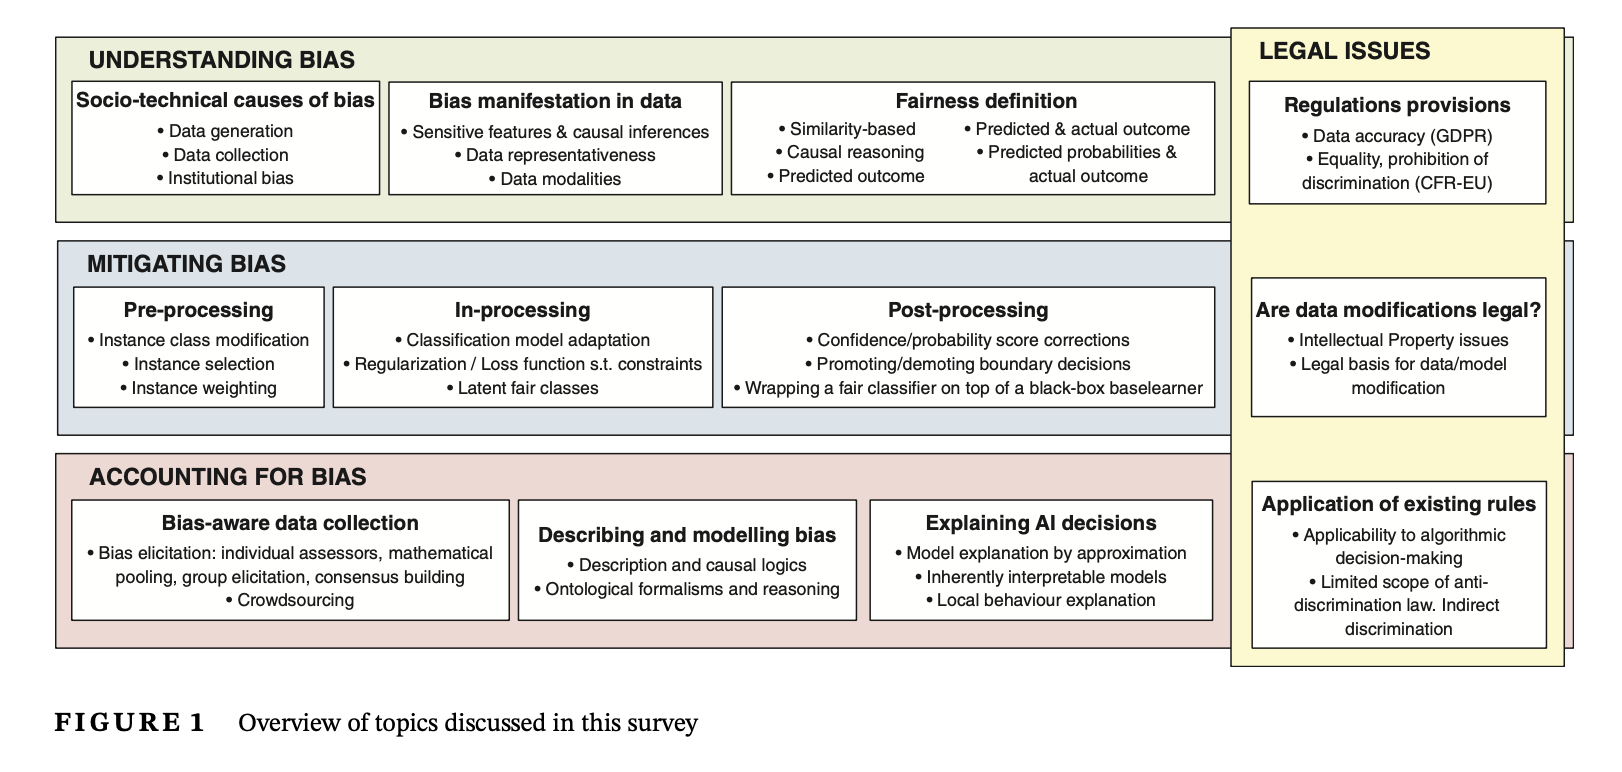 UNDERSTANDING BIAS
Socio-technical causes of bias
• Data generation
• Data collection
• Institutional bias
Bias manifestation in data
• Sensitive features & causal inferences
• Data representativeness
• Data modalities
Fairness definition
• Similarity-based
• Causal reasoning
• Predicted outcome
• Predicted & actual outcome
• Predicted probabilities &
actual outcome
MITIGATING BIAS
Pre-processing
• Instance class modification
• Instance selection
• Instance weighting
In-processing
• Classification model adaptation
• Regularization / Loss function s.t. constraints
• Latent fair classes
Post-processing
• Confidence/probability score corrections
• Promoting/demoting boundary decisions
• Wrapping a fair classifier on top of a black-box baselearner
ACCOUNTING FOR BIAS
Bias-aware data collection
• Bias elicitation: individual assessors, mathematical
pooling, group elicitation, consensus building
• Crowdsourcing
Describing and modelling bias
• Description and causal logics
• Ontological formalisms and reasoning
Explaining AI decisions
• Model explanation by approximation
• Inherently interpretable models
• Local behaviour explanation
LEGAL ISSUES
Regulations provisions
• Data accuracy (GDPR)
• Equality, prohibition of
discrimination (CFR-EU)
Are data modifications legal?
• Intellectual Property issues
• Legal basis for data/model
modification
Application of existing rules
• Applicability to algorithmic
decision-making
• Limited scope of anti-
discrimination law. Indirect
discrimination
FIGURE 1 Overview of topics discussed in this survey